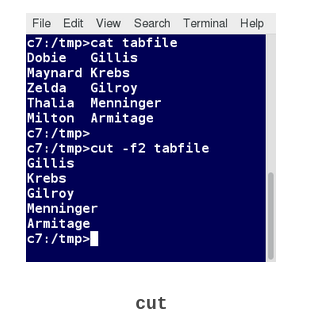 File Edit View Search Terminal Help
c7:/tmp>cat tabfile
Dobie   Gillis
Maynard Krebs
Zelda   Gilroy
Thalia  Menninger
Milton  Armitage
c7:/tmp>
c7:/tmp>cut -f2 tabfile
Gillis
Krebs
Gilroy
Menninger
Armitage
c7:/tmp>
cut